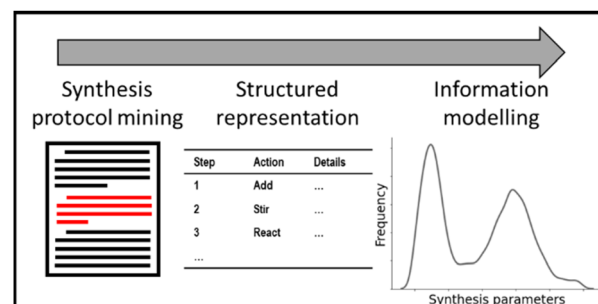 Synthesis
protocol mining
Structured
representation
Information
modelling
Step Action Details
1 Add ...
2 Stir ...
3 React ...
...
Frequency
Synthesis parameters